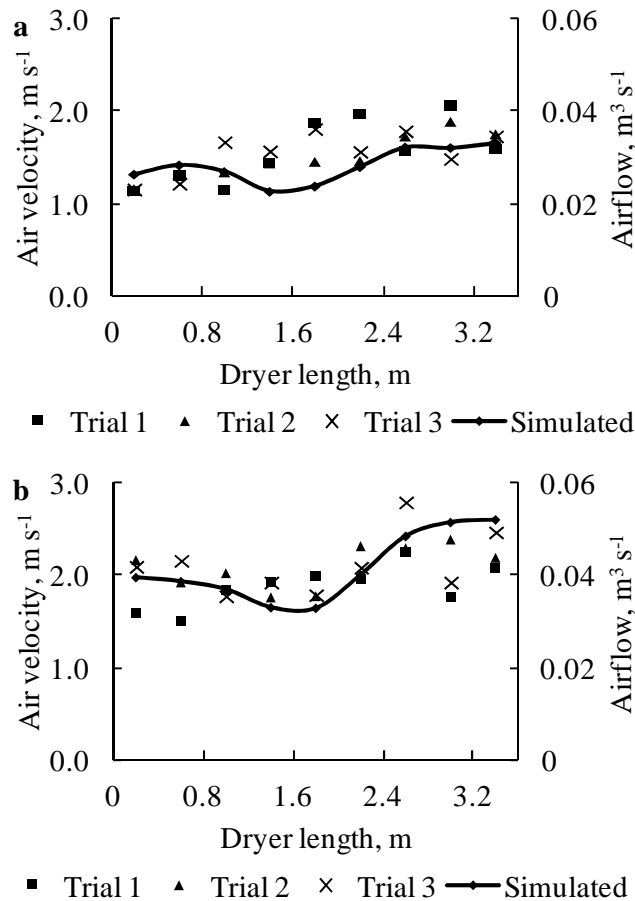 a
3.0
2.0
1.0
0.0
Air velocity, m s⁻¹
0.06
0.04
0.02
0
Airflow, m³ s⁻¹
0 0.8 1.6 2.4 3.2
Dryer length, m
Trial 1 Trial 2 Trial 3 Simulated
b
3.0
2.0
1.0
0.0
Air velocity, m s⁻¹
0.06
0.04
0.02
0
Airflow, m³ s⁻¹
0 0.8 1.6 2.4 3.2
Dryer length, m
Trial 1 Trial 2 Trial 3 Simulated